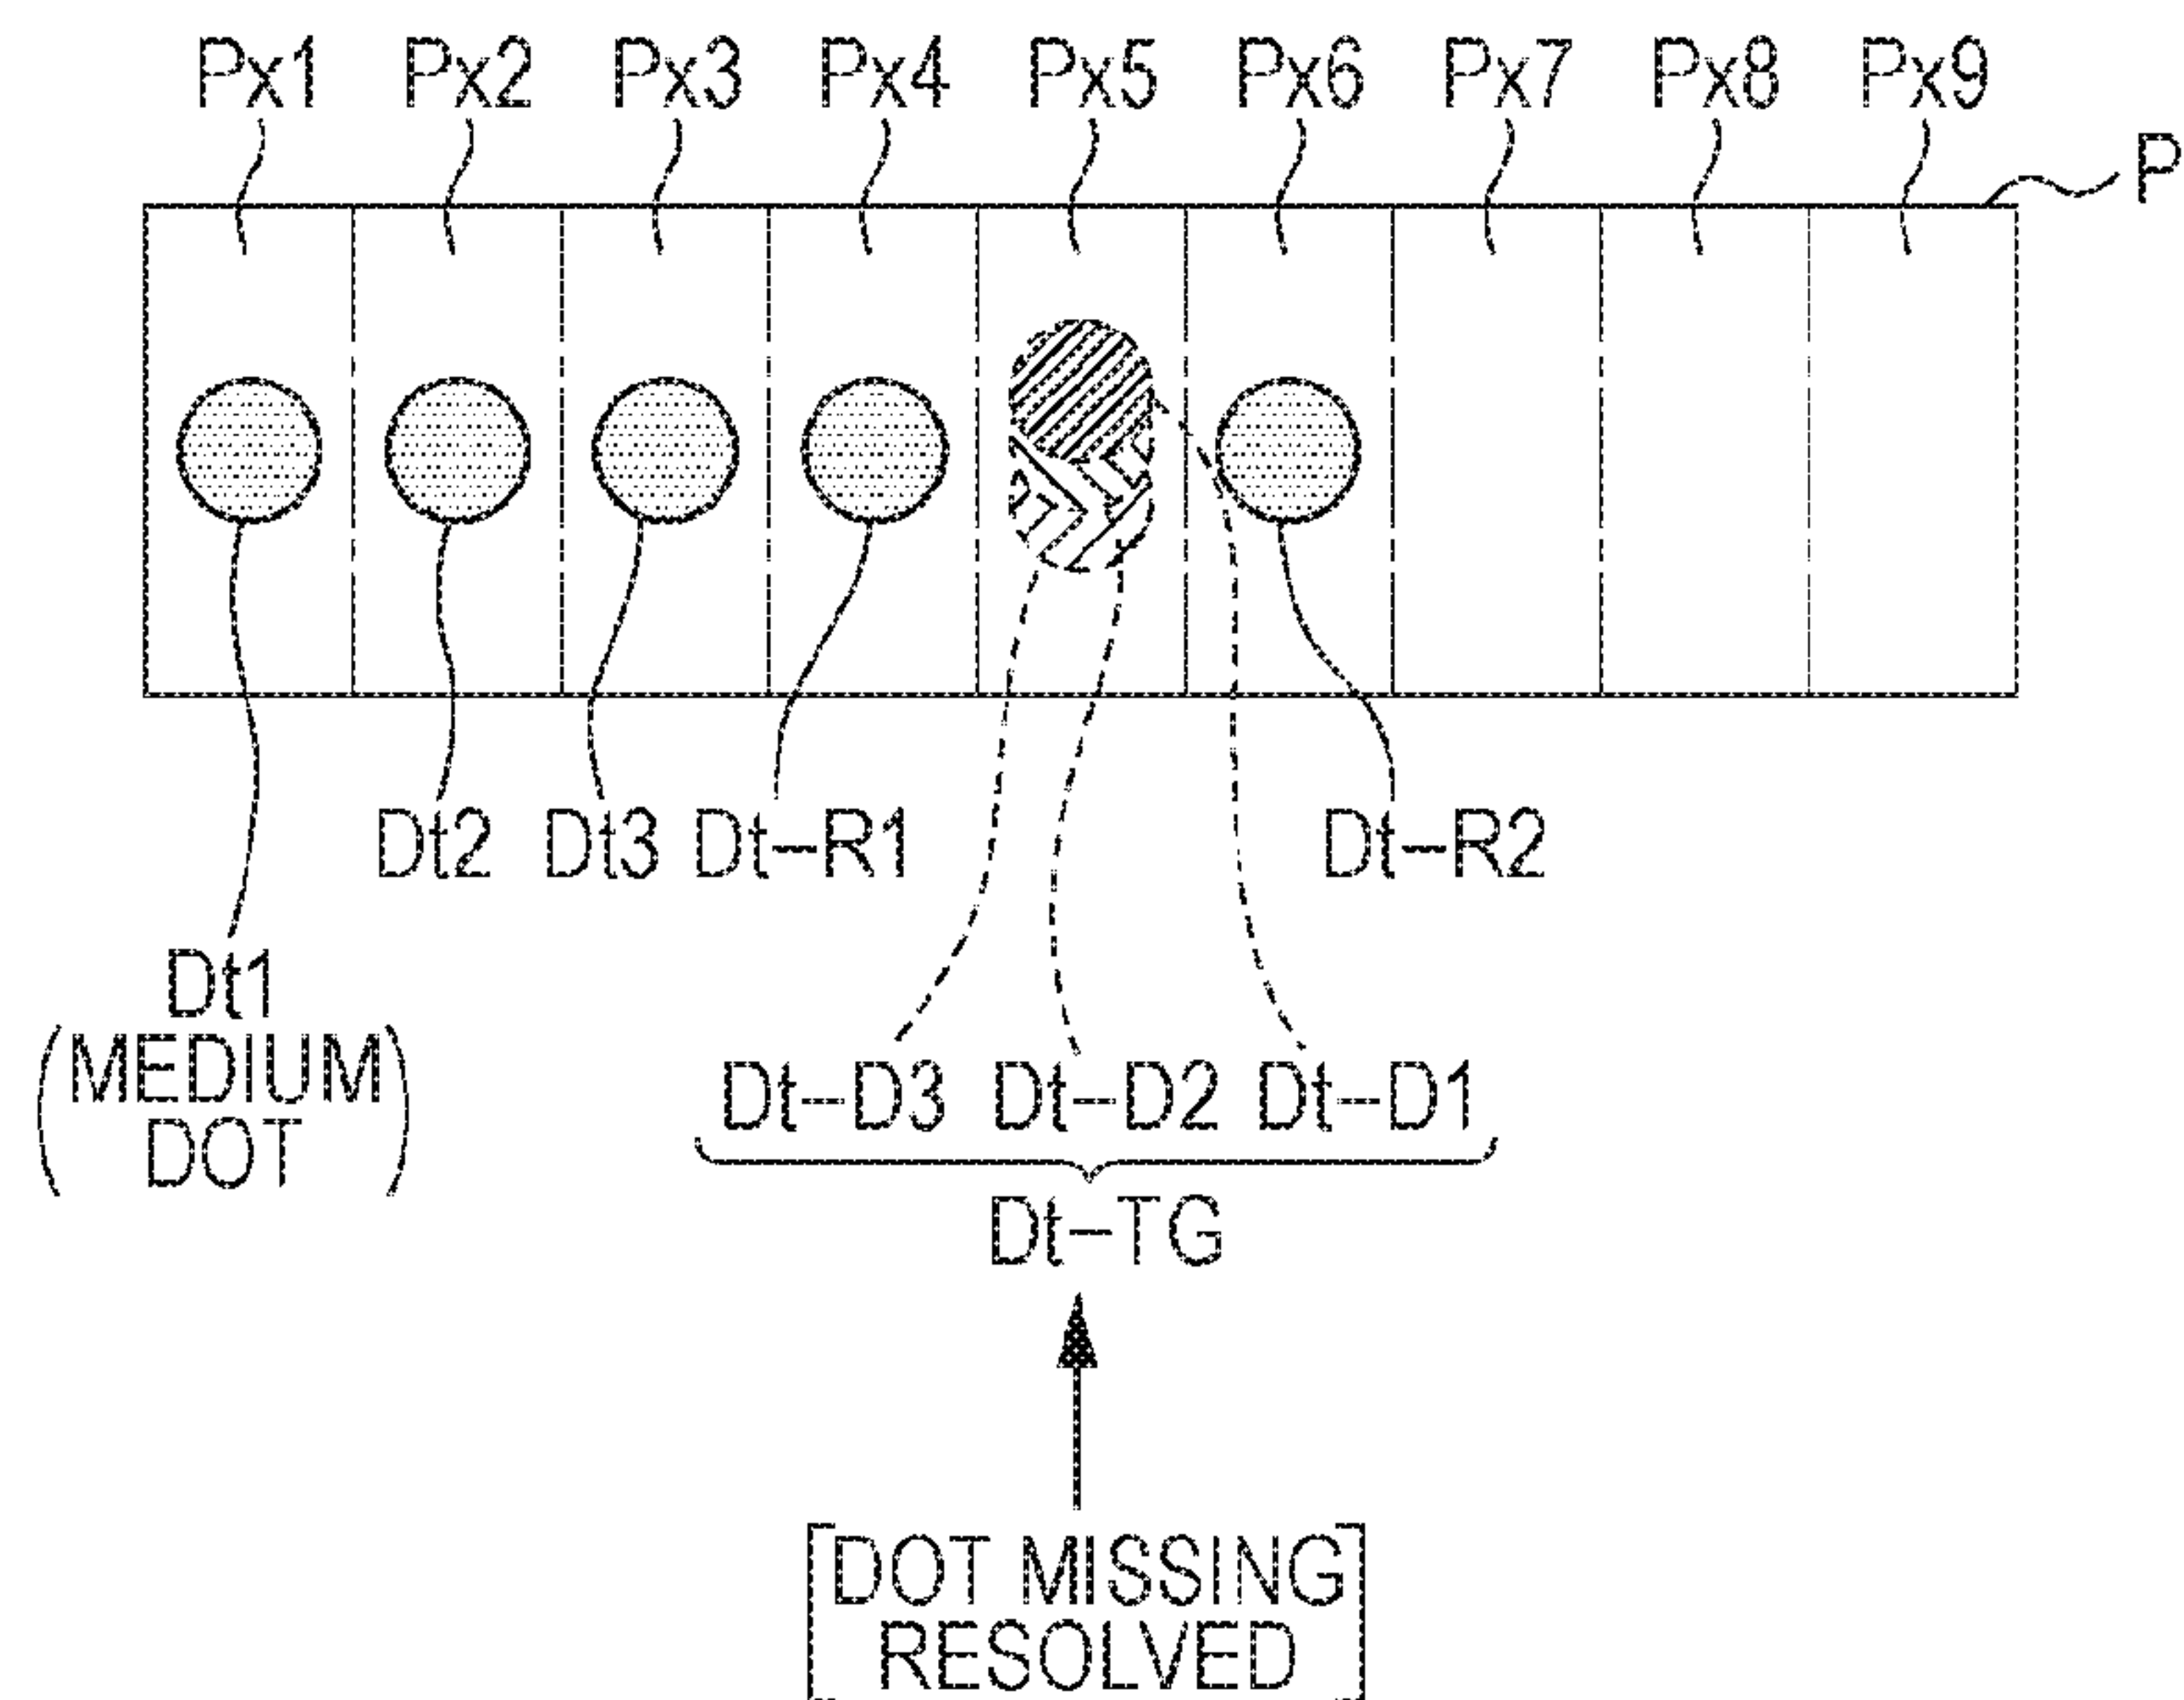 Px1 Px2 Px3 Px4 Px5 Px6 Px7 Px8 Px9
P
Dt2 Dt3 Dt-R1 Dt-R2
Dt1
(MEDIUM
DOT)
Dt-D3 Dt-D2 Dt-D1
Dt-TG
[DOT MISSING
RESOLVED]